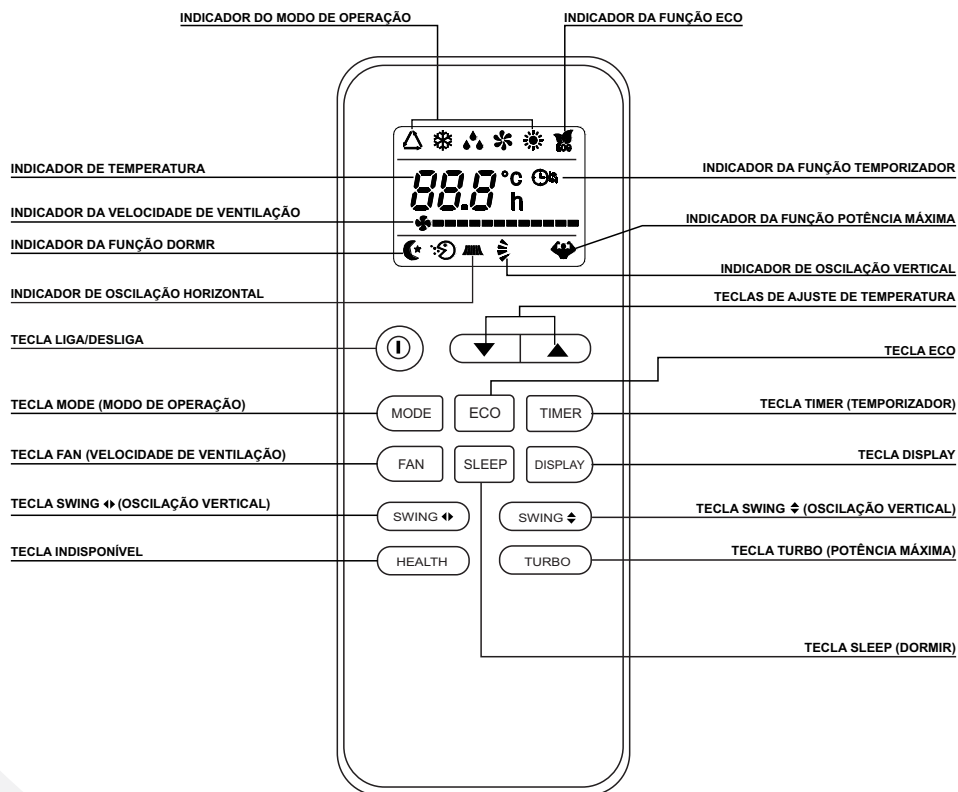 INDICADOR DO MODO DE OPERAÇÃO
INDICADOR DA FUNÇÃO ECO
ECO
INDICADOR DE TEMPERATURA
88.8 °C
h
INDICADOR DA FUNÇÃO TEMPORIZADOR
INDICADOR DA VELOCIDADE DE VENTILAÇÃO
INDICADOR DA FUNÇÃO POTÊNCIA MÁXIMA
INDICADOR DA FUNÇÃO DORMR
INDICADOR DE OSCILAÇÃO VERTICAL
INDICADOR DE OSCILAÇÃO HORIZONTAL
TECLAS DE AJUSTE DE TEMPERATURA
TECLA LIGA/DESLIGA
TECLA ECO
TECLA MODE (MODO DE OPERAÇÃO)
MODE
ECO
TIMER
TECLA TIMER (TEMPORIZADOR)
TECLA FAN (VELOCIDADE DE VENTILAÇÃO)
FAN
SLEEP
DISPLAY
TECLA DISPLAY
TECLA SWING (OSCILAÇÃO VERTICAL)
SWING
SWING
TECLA SWING (OSCILAÇÃO VERTICAL)
TECLA INDISPONÍVEL
HEALTH
TURBO
TECLA TURBO (POTÊNCIA MÁXIMA)
TECLA SLEEP (DORMIR)